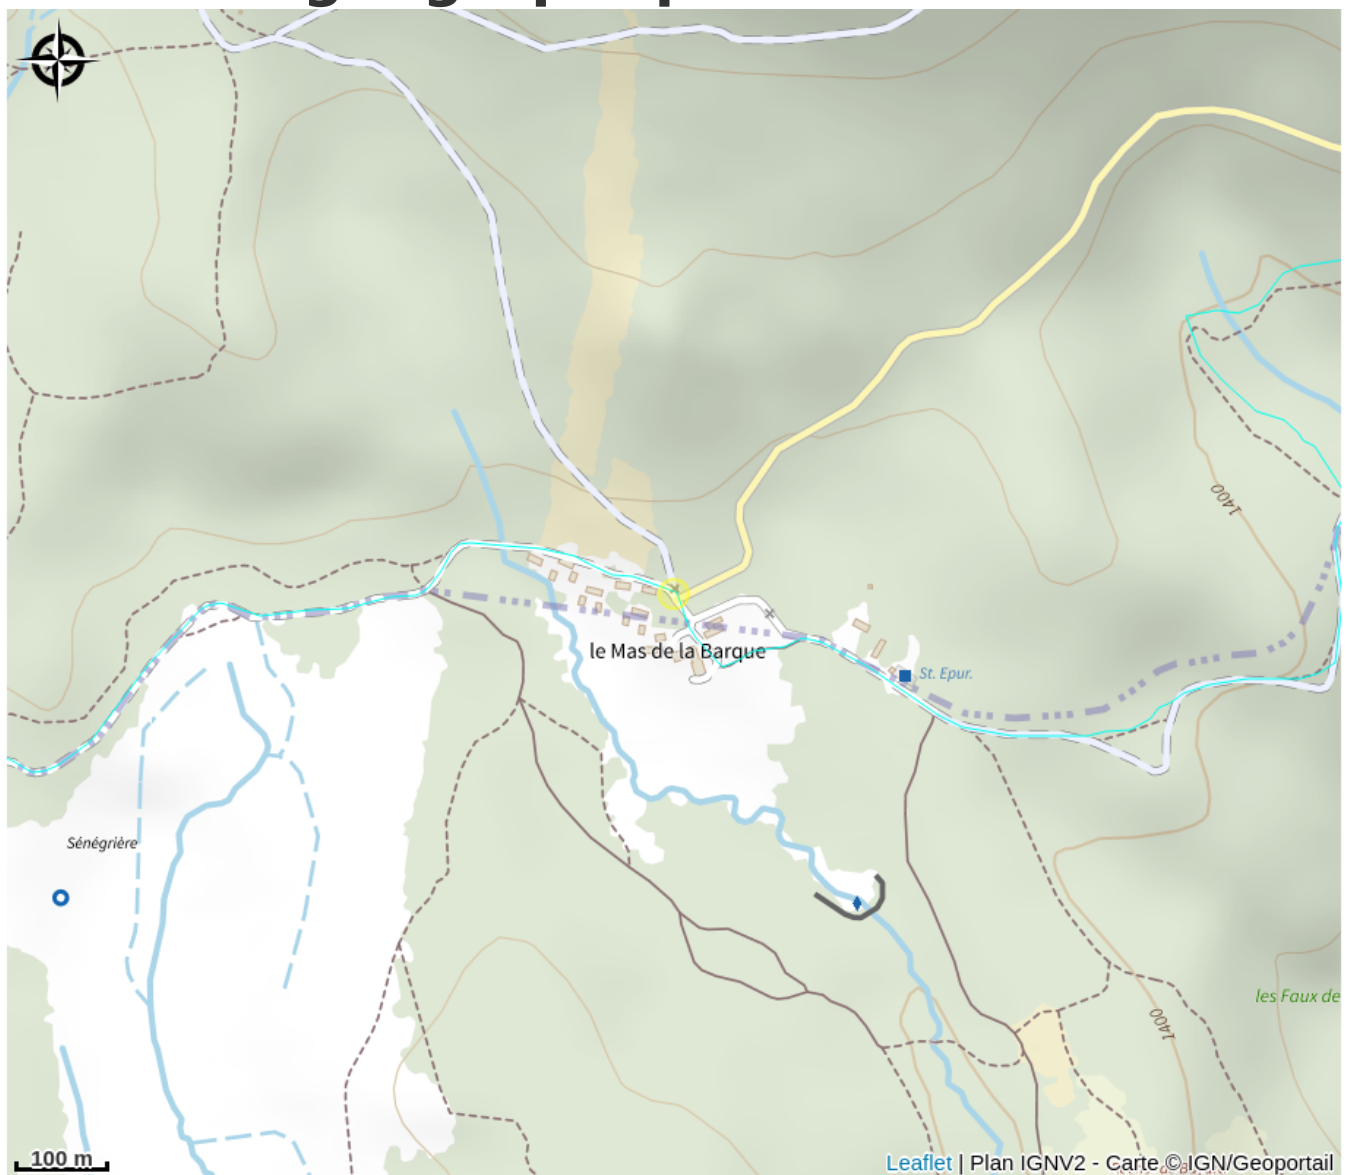 1400
le Mas de la Barque
St. Epur.
Sénégrière
les Faux de
1400
100 m
Leaflet | Plan IGNV2 - Carte © IGN/Geoportail